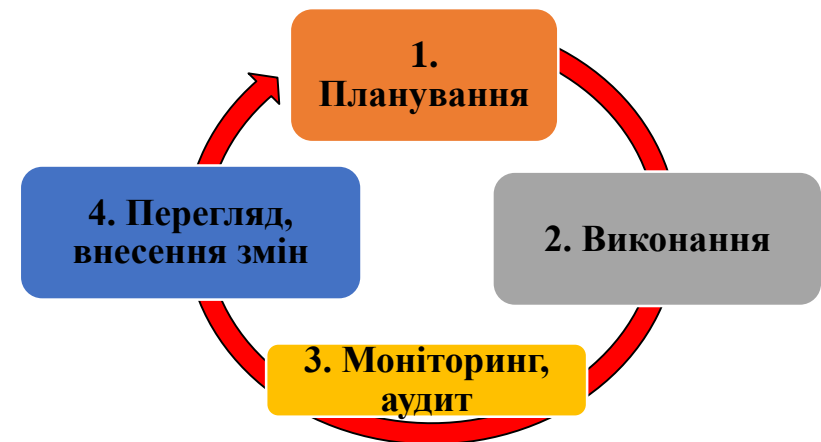 1.
Планування
2. Виконання
3. Моніторинг,
аудит
4. Перегляд,
внесення змін